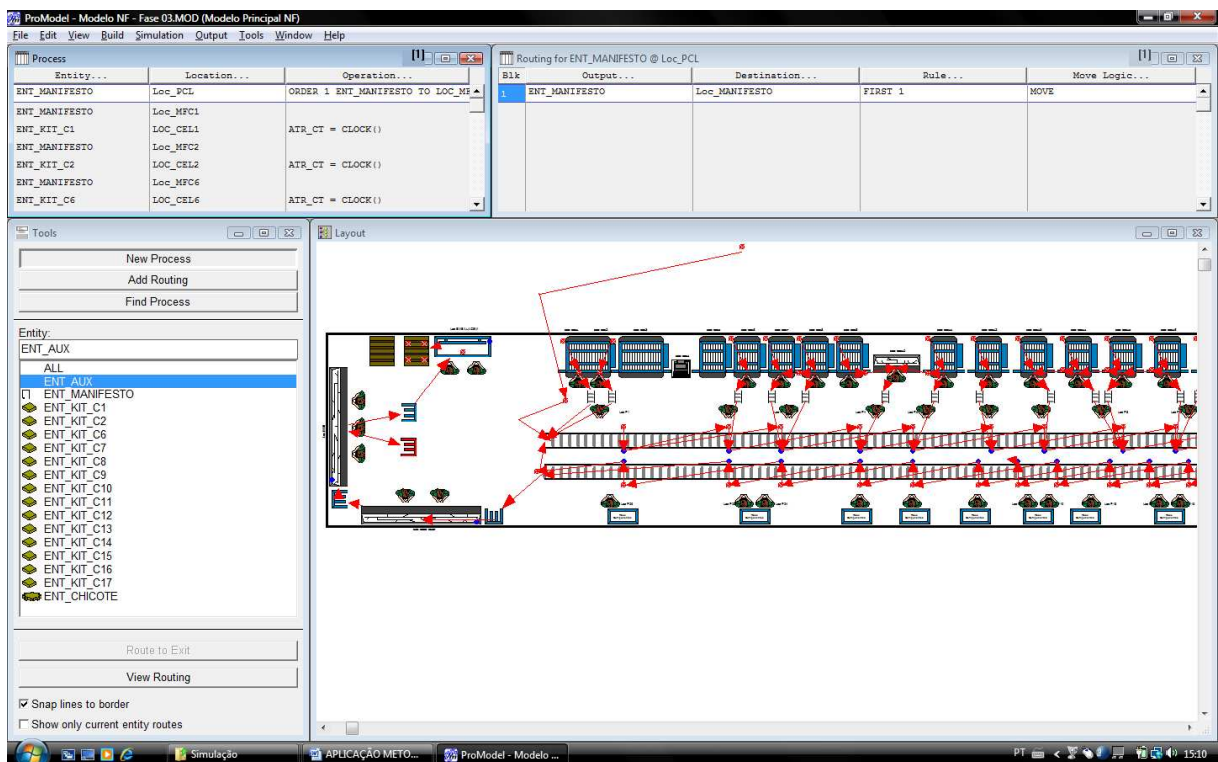 ProModel - Modelo NF - Fase 03.MOD (Modelo Principal NF)
File Edit View Build Simulation Output Tools Window Help
Process [1]
Entity... Location... Operation...
ENT_MANIFESTO Loc_PCL ORDER 1 ENT_MANIFESTO TO LOC_MF
ENT_MANIFESTO Loc_MFC1
ENT_KIT_C1 LOC_CEL1 ATR_CT = CLOCK()
ENT_MANIFESTO Loc_MFC2
ENT_KIT_C2 LOC_CEL2 ATR_CT = CLOCK()
ENT_MANIFESTO Loc_MFC6
ENT_KIT_C6 LOC_CEL6 ATR_CT = CLOCK()
Routing for ENT_MANIFESTO @ Loc_PCL [1]
Blk Output... Destination... Rule... Move Logic...
1 ENT_MANIFESTO Loc_MANIFESTO FIRST 1 MOVE
Tools
New Process
Add Routing
Find Process
Entity:
ENT_AUX
ALL
ENT_AUX
ENT_MANIFESTO
ENT_KIT_C1
ENT_KIT_C2
ENT_KIT_C6
ENT_KIT_C7
ENT_KIT_C8
ENT_KIT_C9
ENT_KIT_C10
ENT_KIT_C11
ENT_KIT_C12
ENT_KIT_C13
ENT_KIT_C14
ENT_KIT_C15
ENT_KIT_C16
ENT_KIT_C17
ENT_CHICOTE
Route to Exit
View Routing
Snap lines to border
Show only current entity routes
Layout
Simulação APLICAÇÃO METO... ProModel - Modelo ... PT 15:10